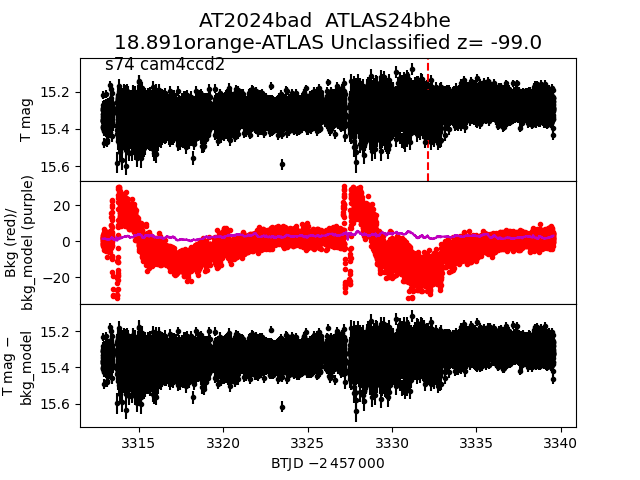 AT2024bad  ATLAS24bhe
18.891orange-ATLAS Unclassified z= -99.0
s74 cam4ccd2
T mag
15.2
15.4
15.6
Bkg (red)/
bkg_model (purple)
20
0
−20
T mag −
bkg_model
15.2
15.4
15.6
3315
3320
3325
3330
3335
3340
BTJD −2 457 000